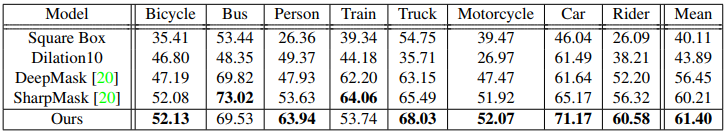 Model Bicycle Bus Person Train Truck Motorcycle Car Rider Mean
Square Box 35.41 53.44 26.36 39.34 54.75 39.47 46.04 26.09 40.11
Dilation10 46.80 48.35 49.37 44.18 35.71 26.97 61.49 38.21 43.89
DeepMask [20] 47.19 69.82 47.93 62.20 63.15 47.47 61.64 52.20 56.45
SharpMask [20] 52.08 73.02 53.63 64.06 65.49 51.92 65.17 56.32 60.21
Ours 52.13 69.53 63.94 53.74 68.03 52.07 71.17 60.58 61.40